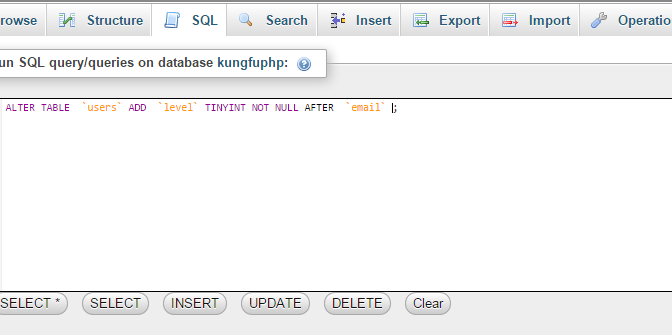 rowse Structure SQL Search Insert Export Import Operatio
un SQL query/queries on database kungfuphp:
ALTER TABLE `users` ADD `level` TINYINT NOT NULL AFTER `email` ;
SELECT * SELECT INSERT UPDATE DELETE Clear